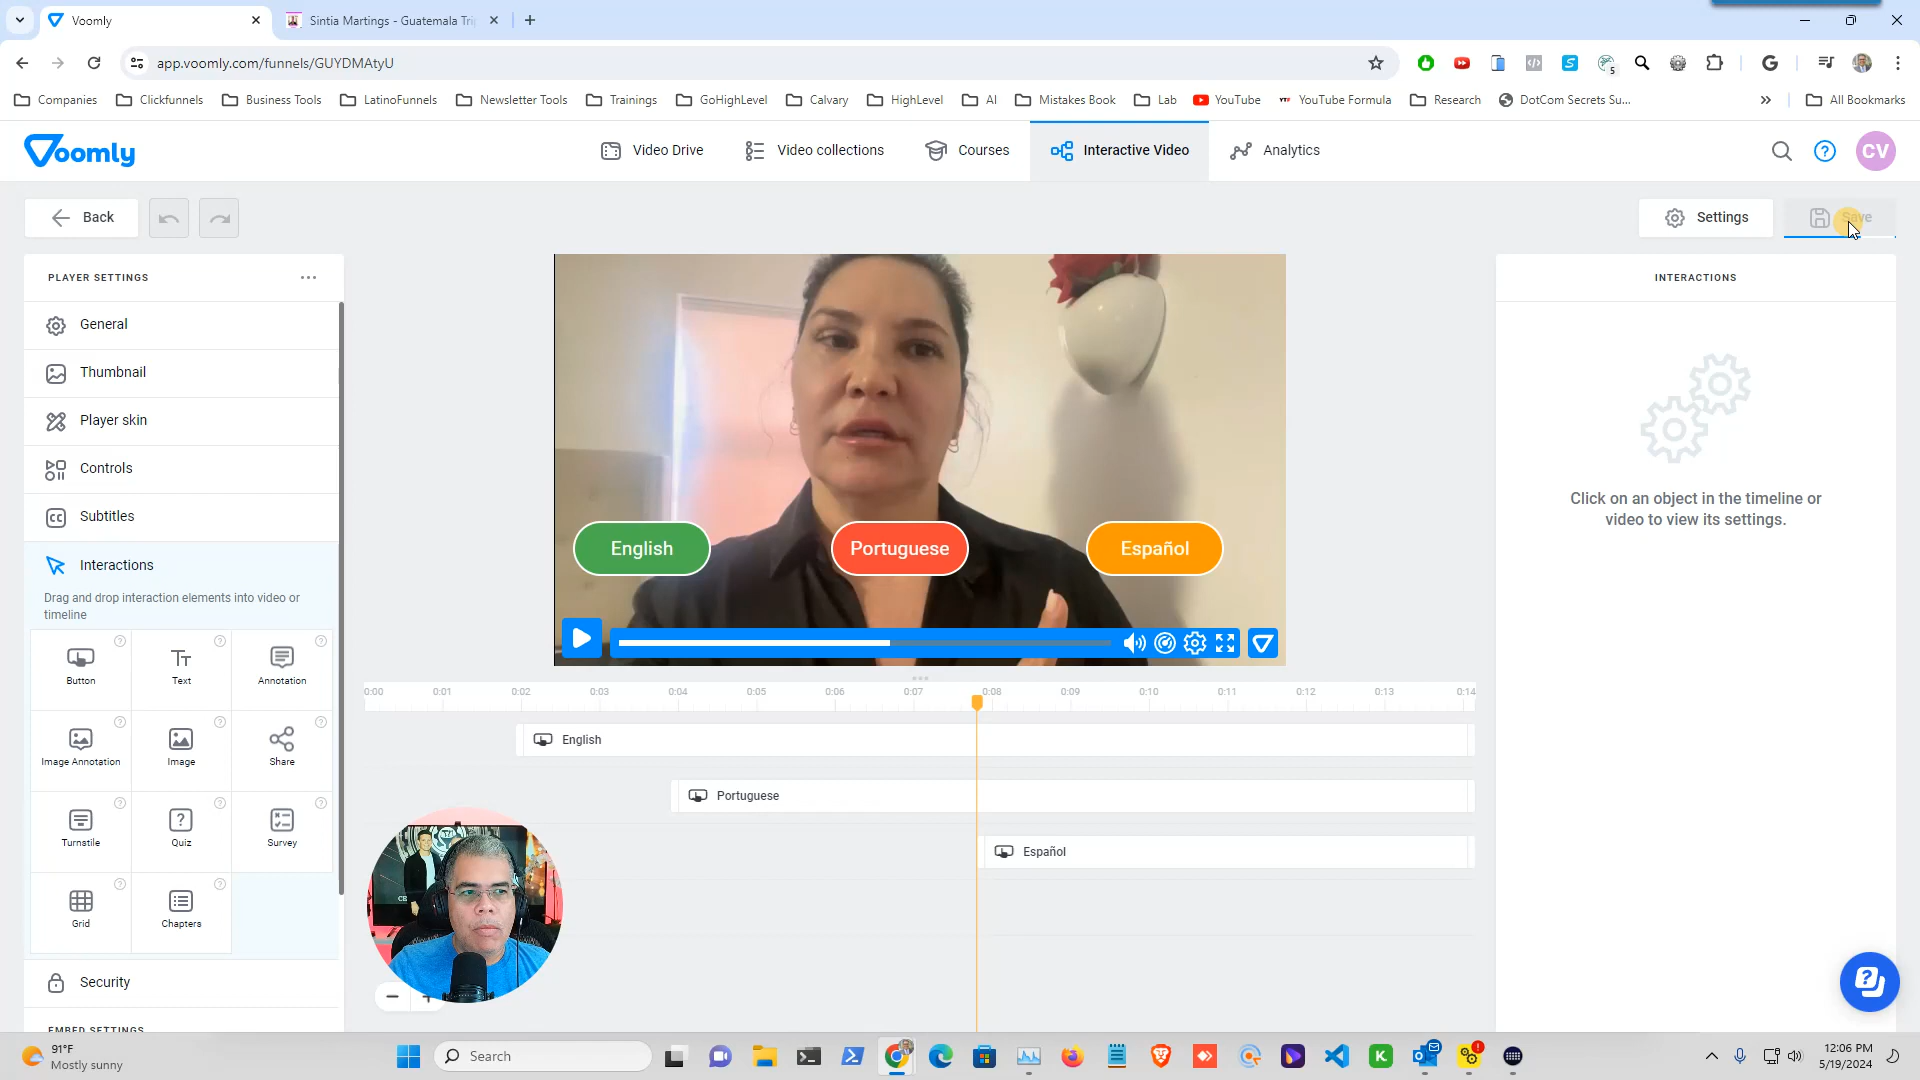 Voomly
Sintia Martings - Guatemala Tri
app.voomly.com/funnels/GUYDMAtyU
5
Companies
Clickfunnels
Business Tools
LatinoFunnels
Newsletter Tools
Trainings
GoHighLevel
Calvary
HighLevel
AI
Mistakes Book
Lab
YouTube
YouTube Formula
Research
DotCom Secrets Su...
All Bookmarks
Voomly
Video Drive
Video collections
Courses
Interactive Video
Analytics
CV
Back
Settings
Save
PLAYER SETTINGS
General
Thumbnail
Player skin
Controls
Subtitles
Interactions
Drag and drop interaction elements into video or
timeline
Button
Text
Annotation
Image Annotation
Image
Share
Turnstile
Quiz
Survey
Grid
Chapters
Security
EMBED SETTINGS
English
Portuguese
Español
0:00 0:01 0:02 0:03 0:04 0:05 0:06 0:07 0:08 0:09 0:10 0:11 0:12 0:13 0:14
English
Portuguese
Español
INTERACTIONS
Click on an object in the timeline or
video to view its settings.
91°F
Mostly sunny
Search
12:06 PM
5/19/2024